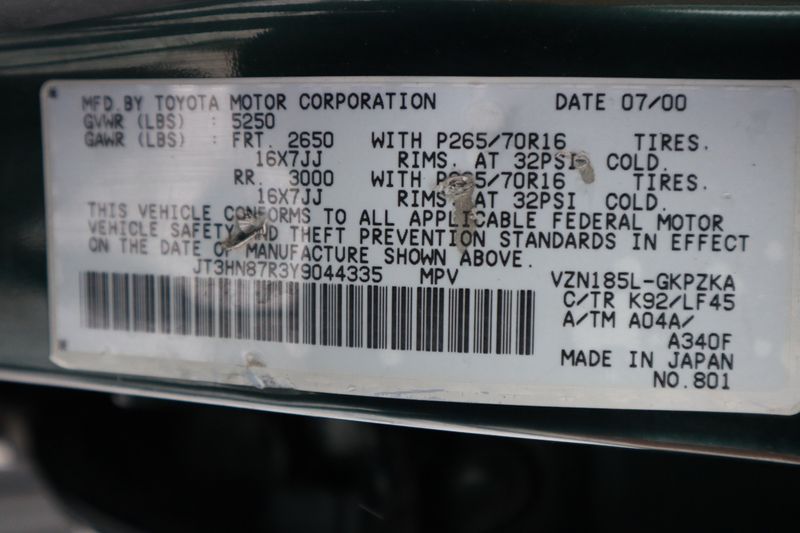 MFD.BY TOYOTA MOTOR CORPORATION DATE 07/00
GVWR (LBS) : 5250
GAWR (LBS) : FRT. 2650 WITH P265/70R16 TIRES.
16X7JJ RIMS. AT 32PSI COLD.
RR. 3000 WITH P265/70R16 TIRES.
16X7JJ RIMS. AT 32PSI COLD.
THIS VEHICLE CONFORMS TO ALL APPLICABLE FEDERAL MOTOR
VEHICLE SAFETY AND THEFT PREVENTION STANDARDS IN EFFECT
ON THE DATE OF MANUFACTURE SHOWN ABOVE.
JT3HN87R3Y9044335 MPV VZN185L-GKPZKA
C/TR K92/LF45
A/TM A04A/
A340F
MADE IN JAPAN
NO.801